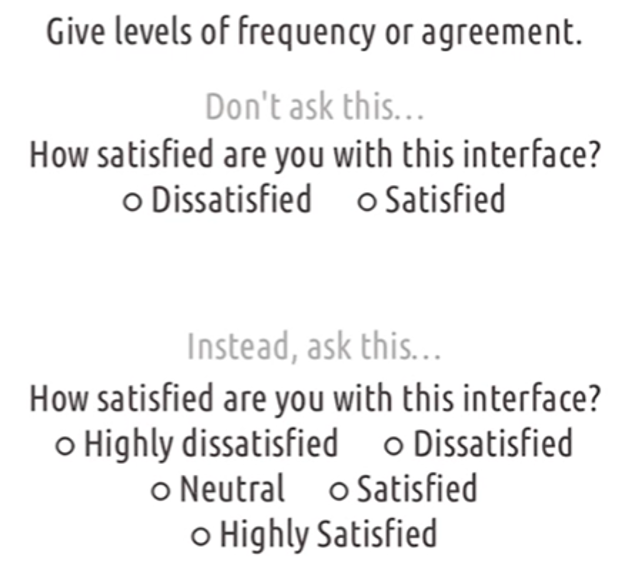 Give levels of frequency or agreement.
Don't ask this...
How satisfied are you with this interface?
○ Dissatisfied ○ Satisfied
Instead, ask this...
How satisfied are you with this interface?
○ Highly dissatisfied ○ Dissatisfied
○ Neutral ○ Satisfied
○ Highly Satisfied